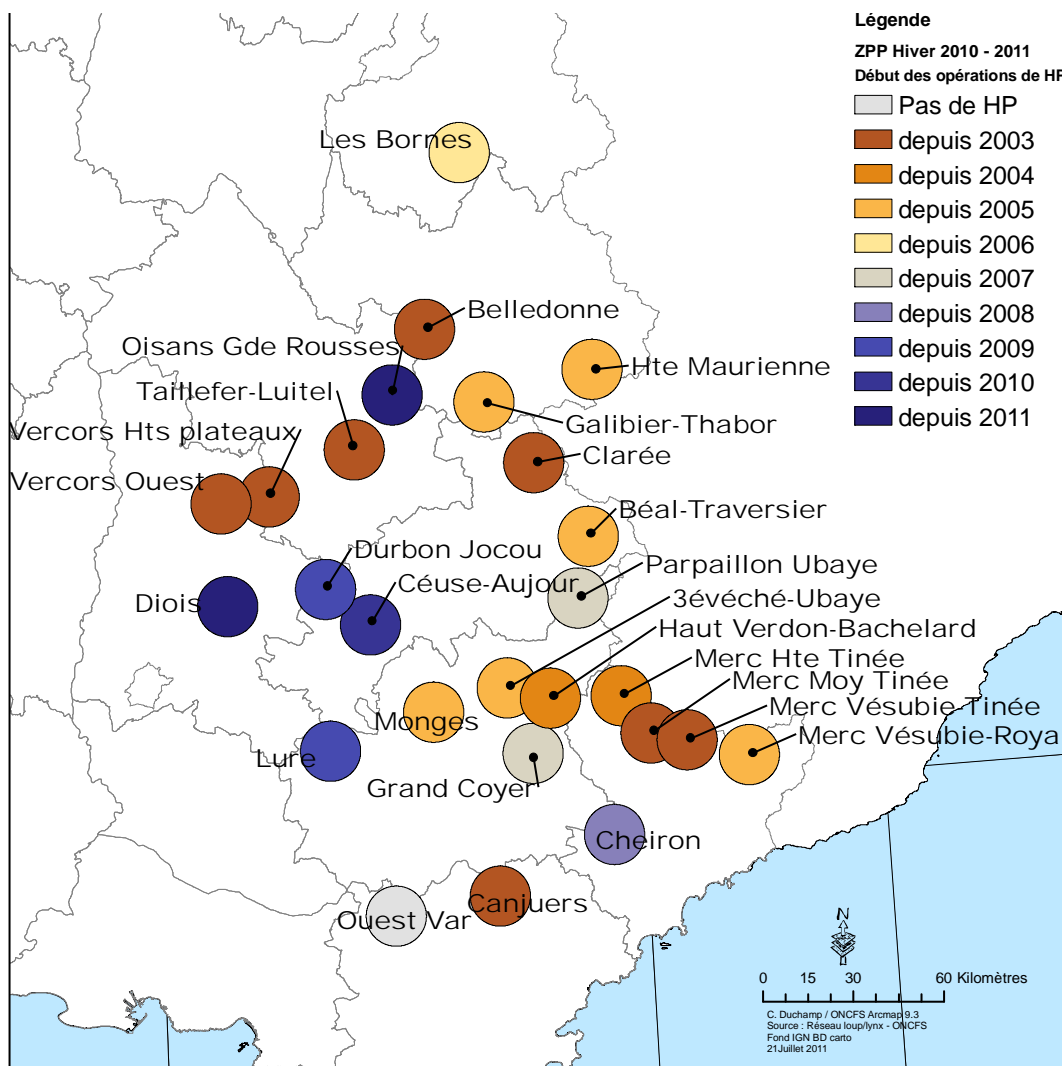 Légende
ZPP Hiver 2010 - 2011
Début des opérations de HP
Pas de HP
depuis 2003
depuis 2004
depuis 2005
depuis 2006
depuis 2007
depuis 2008
depuis 2009
depuis 2010
depuis 2011
Les Bornes
Belledonne
Oisans Gde Rousses
Hte Maurienne
Taillefer-Luitel
Galibier-Thabor
Vercors Hts plateaux
Clarée
Vercors Ouest
Béal-Traversier
Durbon Jocou
Parpaillon Ubaye
Céuse-Aujour
Diois
3évéché-Ubaye
Haut Verdon-Bachelard
Merc Hte Tinée
Merc Moy Tinée
Merc Vésubie-Tinée
Monges
Merc Vésubie-Roya
Lure
Grand Coyer
Cheiron
Canjuers
Ouest Var
N
0 15 30 60 Kilomètres
C. Duchamp / ONCFS Arcmap 9.3
Source : Réseau loup/lynx - ONCFS
Fond IGN BD carto
21Juillet 2011